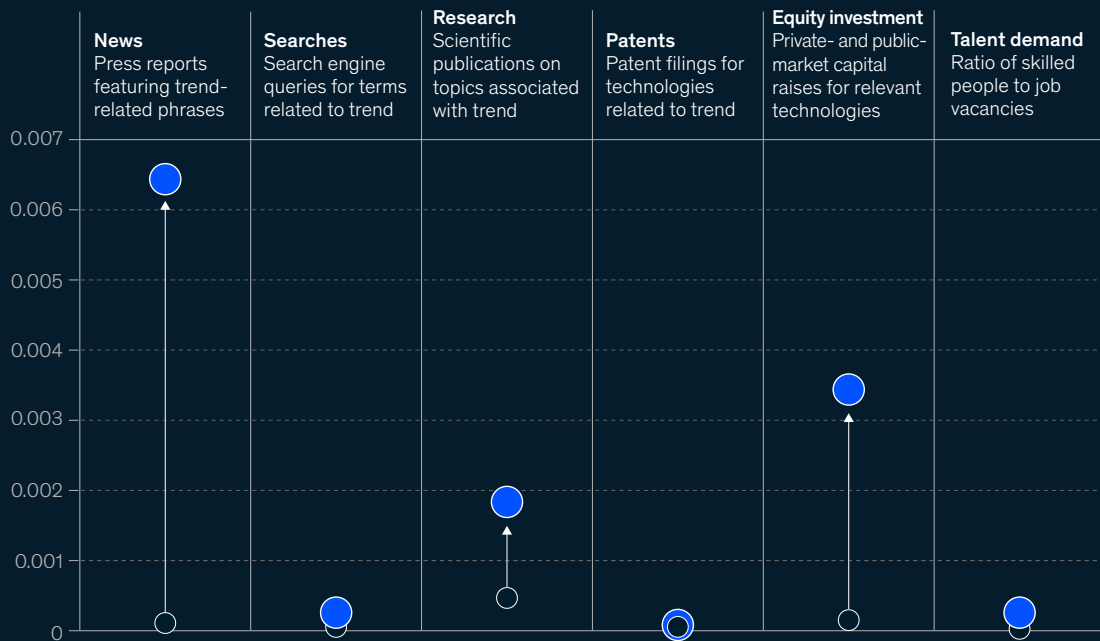 News
Press reports
featuring trend-
related phrases
Searches
Search engine
queries for terms
related to trend
Research
Scientific
publications on
topics associated
with trend
Patents
Patent filings for
technologies
related to trend
Equity investment
Private- and public-
market capital
raises for relevant
technologies
Talent demand
Ratio of skilled
people to job
vacancies
0.007
0.006
0.005
0.004
0.003
0.002
0.001
0